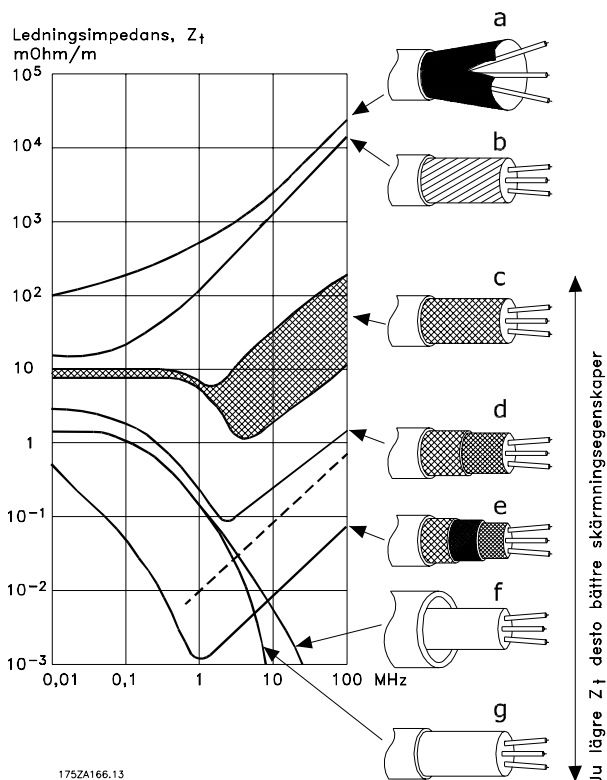 Ledningsimpedans, Zt
mOhm/m
10⁵
10⁴
10³
10²
10
1
10⁻¹
10⁻²
10⁻³
0,01 0,1 1 10 100 MHz
a
b
c
d
e
f
g
Ju lägre Zt desto bättre skärmningsegenskaper
175ZA166.13